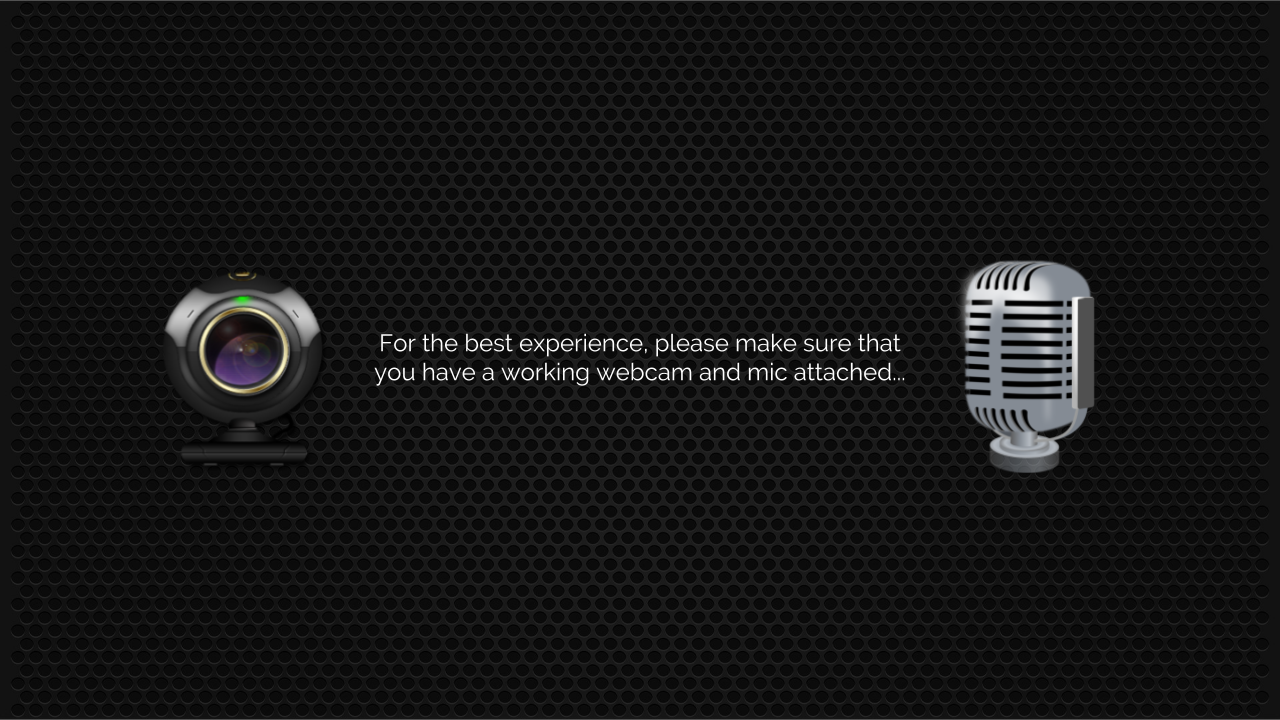 For the best experience, please make sure that
you have a working webcam and mic attached...